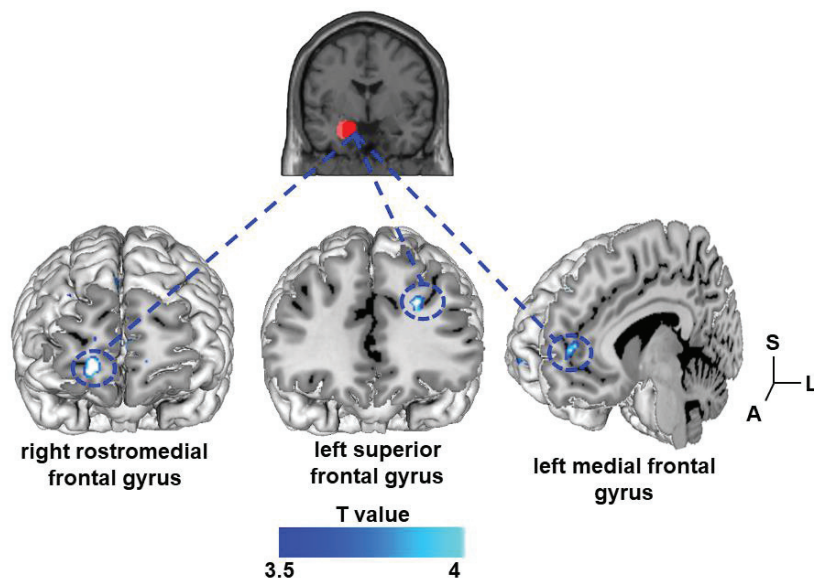 S
L
A
right rostromedial
frontal gyrus
left superior
frontal gyrus
left medial frontal
gyrus
T value
3.5
4